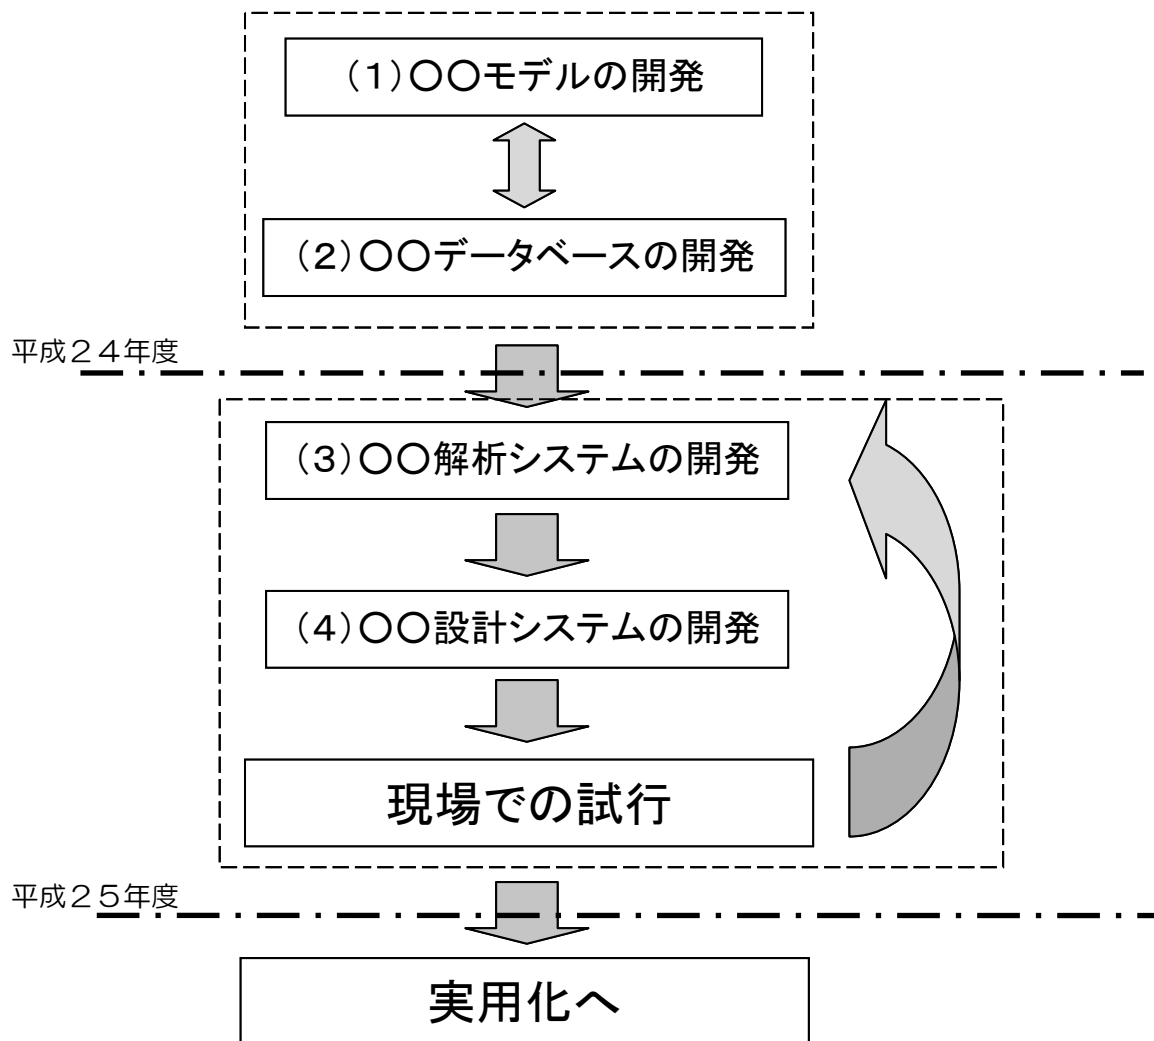 （1）〇〇モデルの開発
（2）〇〇データベースの開発
平成２４年度
（3）〇〇解析システムの開発
（4）〇〇設計システムの開発
現場での試行
平成２５年度
実用化へ